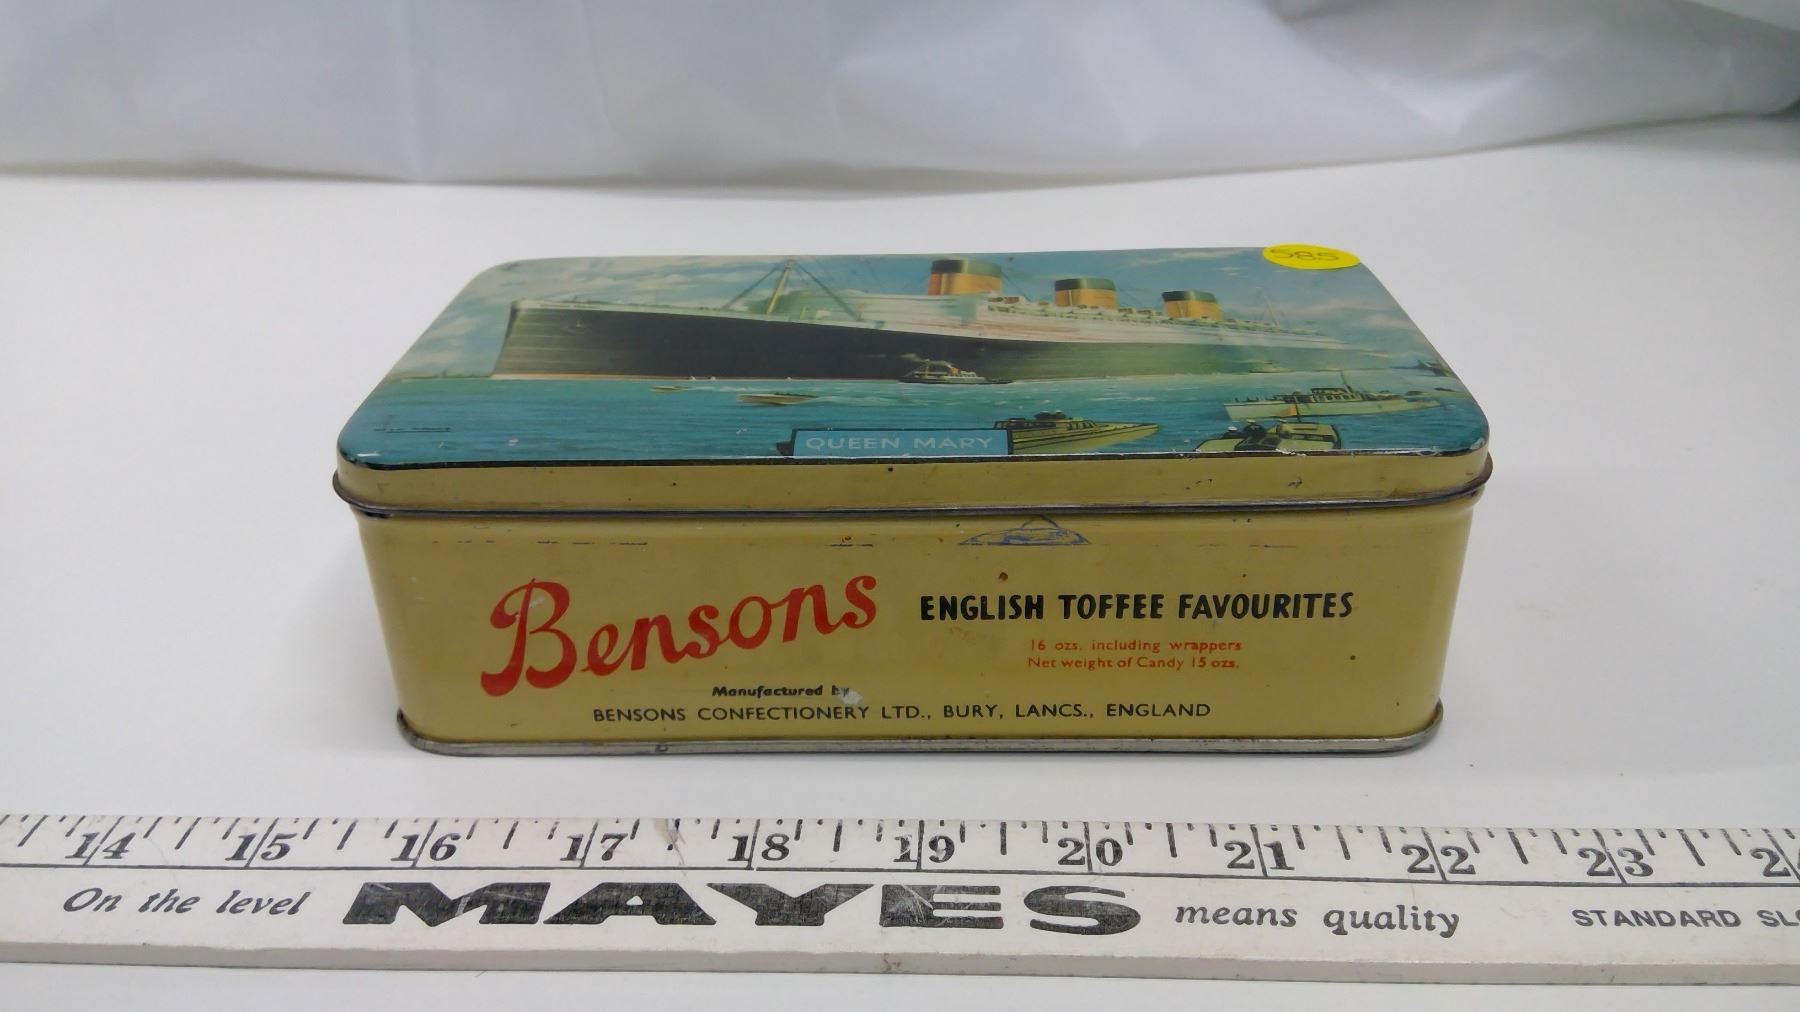 585
QUEEN MARY
Bensons ENGLISH TOFFEE FAVOURITES
16 ozs. including wrappers
Net weight of Candy 15 ozs.
Manufactured by
BENSONS CONFECTIONERY LTD., BURY, LANCS., ENGLAND
14 15 16 17 18 19 20 21 22 23
On the level MAYES means quality STANDARD